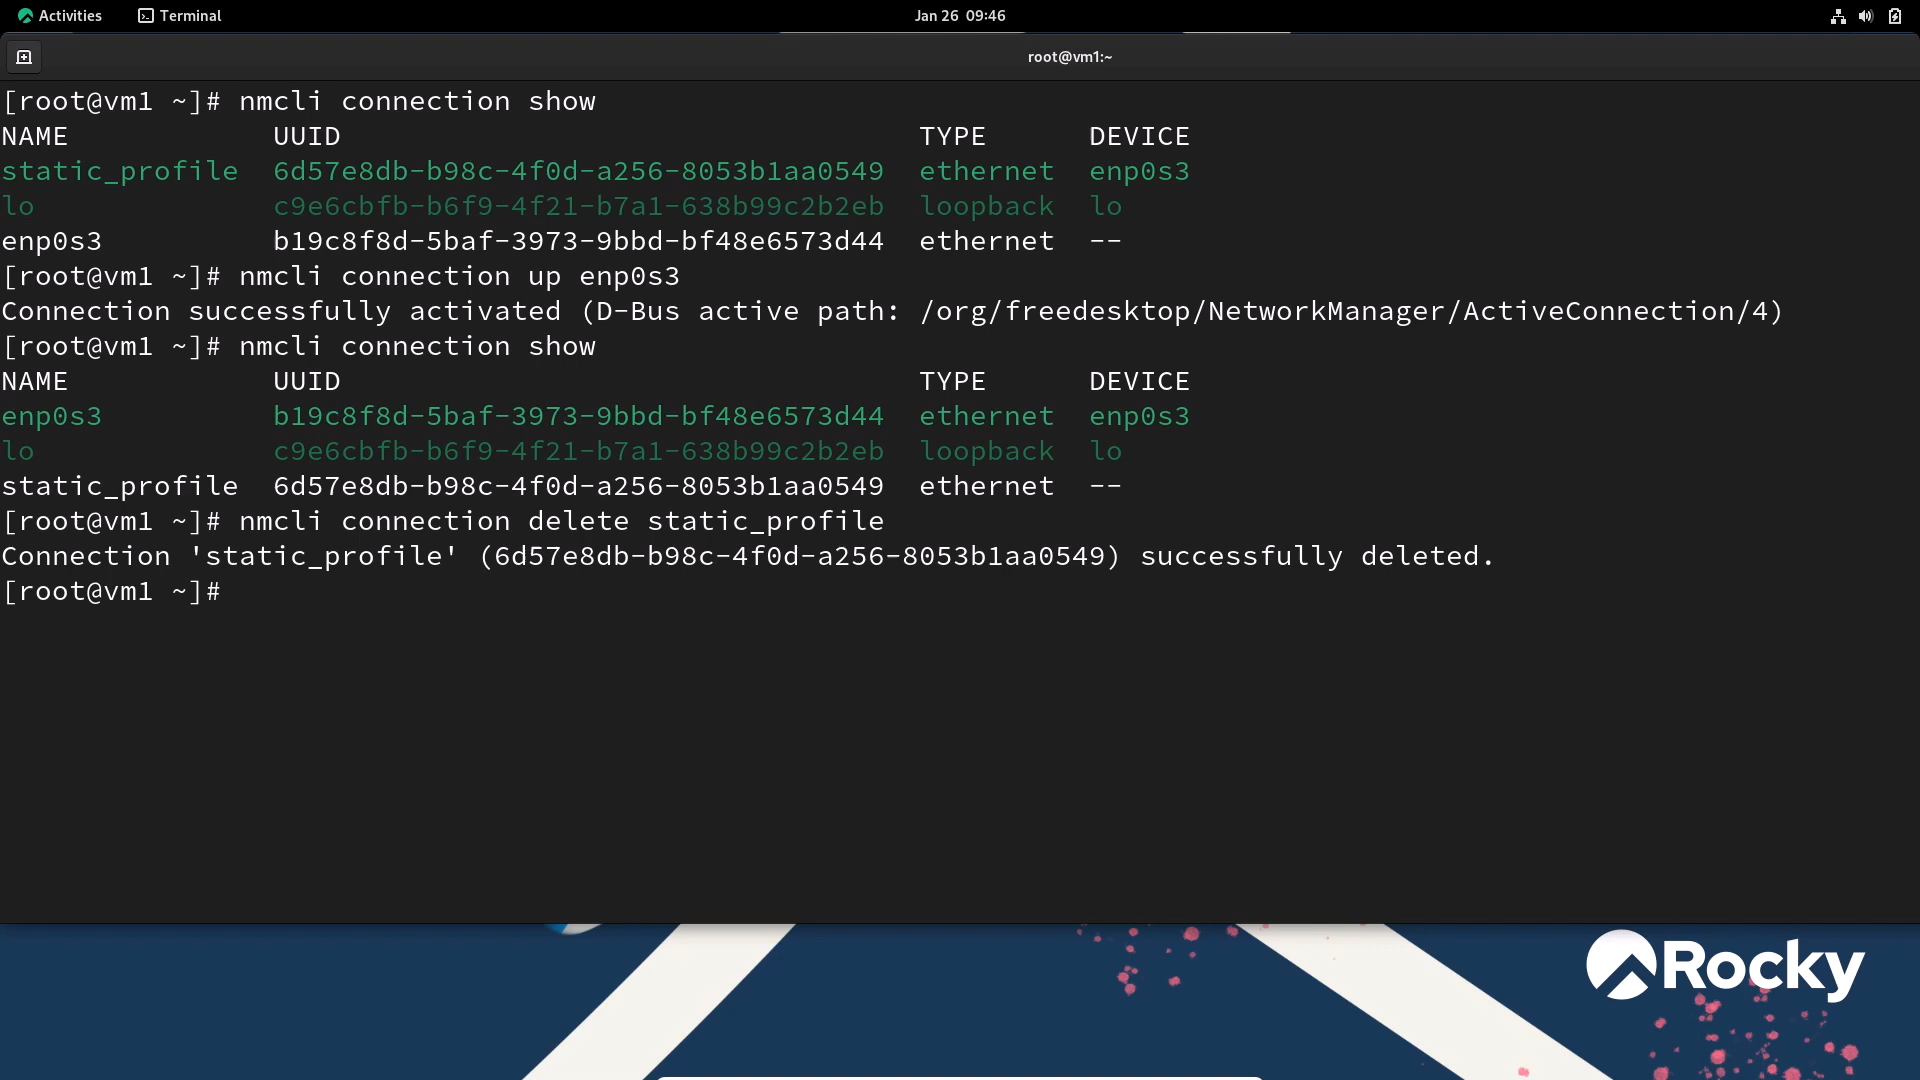 Activities Terminal Jan 26 09:46
root@vm1:~
[root@vm1 ~]# nmcli connection show
NAME UUID TYPE DEVICE
static_profile 6d57e8db-b98c-4f0d-a256-8053b1aa0549 ethernet enp0s3
lo c9e6cbfb-b6f9-4f21-b7a1-638b99c2b2eb loopback lo
enp0s3 b19c8f8d-5baf-3973-9bbd-bf48e6573d44 ethernet --
[root@vm1 ~]# nmcli connection up enp0s3
Connection successfully activated (D-Bus active path: /org/freedesktop/NetworkManager/ActiveConnection/4)
[root@vm1 ~]# nmcli connection show
NAME UUID TYPE DEVICE
enp0s3 b19c8f8d-5baf-3973-9bbd-bf48e6573d44 ethernet enp0s3
lo c9e6cbfb-b6f9-4f21-b7a1-638b99c2b2eb loopback lo
static_profile 6d57e8db-b98c-4f0d-a256-8053b1aa0549 ethernet --
[root@vm1 ~]# nmcli connection delete static_profile
Connection 'static_profile' (6d57e8db-b98c-4f0d-a256-8053b1aa0549) successfully deleted.
[root@vm1 ~]#
Rocky